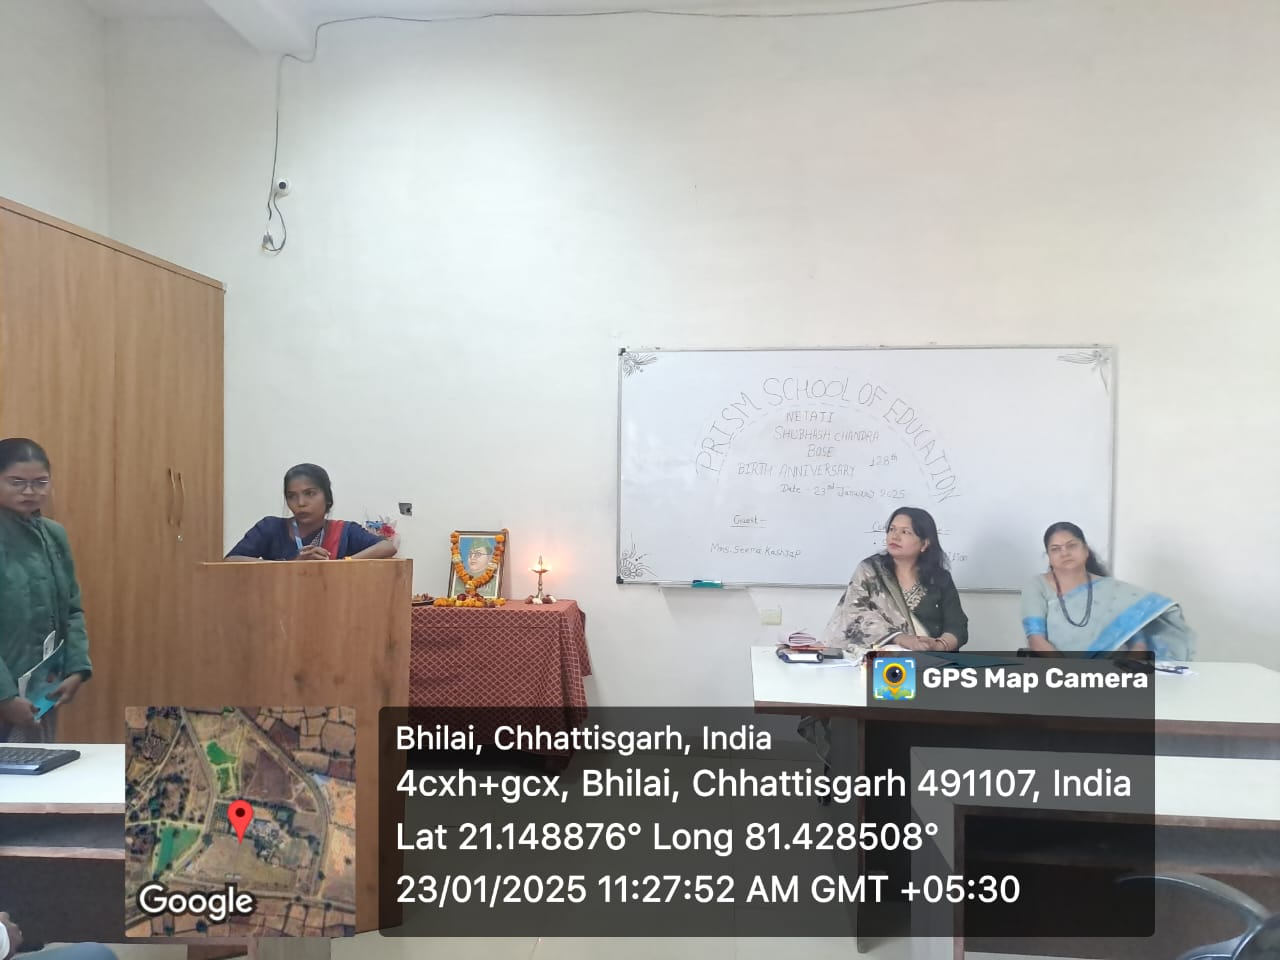 PRISM SCHOOL OF EDUCATION
NETAJI
SHUBHASH CHANDRA
BOSE
BIRTH ANNIVERSARY 128th
Date - 23rd January 2025
Guest :-
Mrs. Seema Kashyap
GPS Map Camera
Bhilai, Chhattisgarh, India
4cxh+gcx, Bhilai, Chhattisgarh 491107, India
Lat 21.148876° Long 81.428508°
23/01/2025 11:27:52 AM GMT +05:30
Google